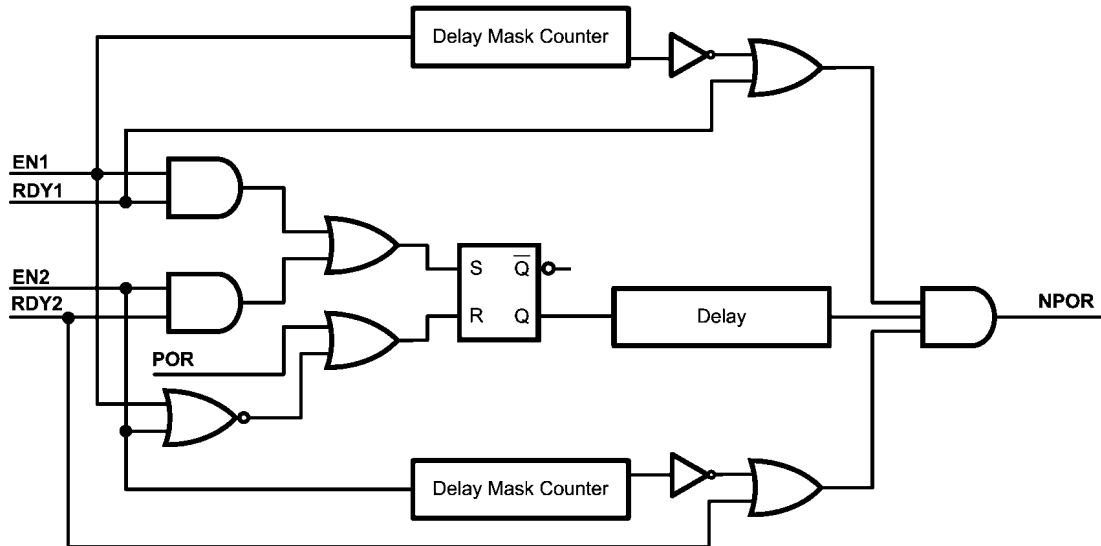 Delay Mask Counter
EN1
RDY1
EN2
RDY2
S Q
R Q
Delay
NPOR
POR
Delay Mask Counter